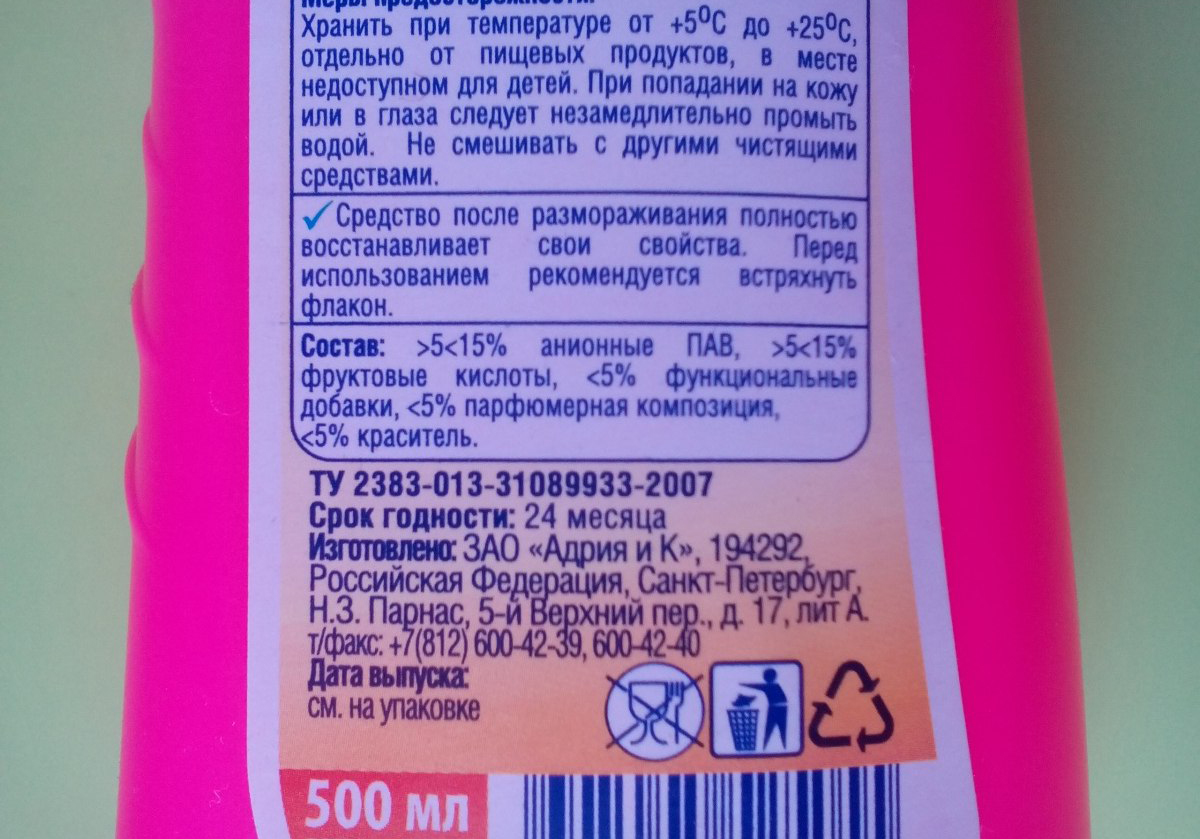 Меры предосторожности:
Хранить при температуре от +5⁰С до +25⁰С,
отдельно от пищевых продуктов, в месте
недоступном для детей. При попадании на кожу
или в глаза следует незамедлительно промыть
водой. Не смешивать с другими чистящими
средствами.
✓Средство после размораживания полностью
восстанавливает свои свойства. Перед
использованием рекомендуется встряхнуть
флакон.
Состав: >5<15% анионные ПАВ, >5<15%
фруктовые кислоты, <5% функциональные
добавки, <5% парфюмерная композиция,
<5% краситель.
ТУ 2383-013-31089933-2007
Срок годности: 24 месяца
Изготовлено: ЗАО «Адрия и К», 194292,
Российская Федерация, Санкт-Петербург,
Н.З. Парнас, 5-й Верхний пер., д. 17, лит А.
т/факс: +7(812) 600-42-39, 600-42-40
Дата выпуска:
см. на упаковке
500 мл